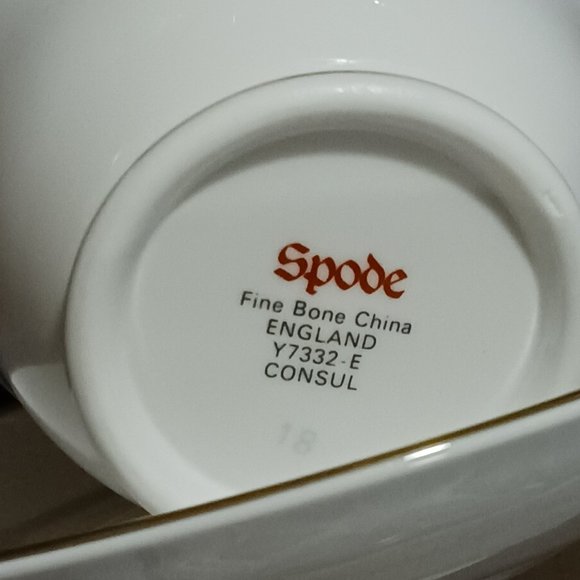 Spode
Fine Bone China
ENGLAND
Y7332-E
CONSUL
18